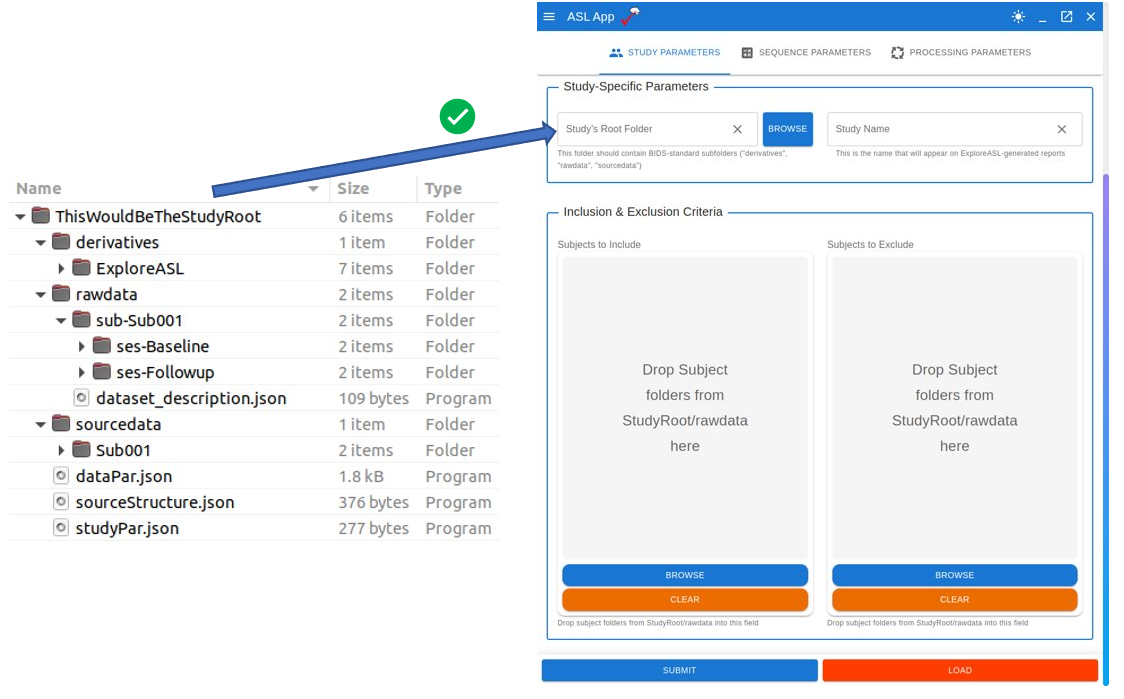 Name Size Type
ThisWouldBeTheStudyRoot 6 items Folder
derivatives 1 item Folder
ExploreASL 7 items Folder
rawdata 2 items Folder
sub-Sub001 2 items Folder
ses-Baseline 2 items Folder
ses-Followup 2 items Folder
dataset_description.json 109 bytes Program
sourcedata 1 item Folder
Sub001 2 items Folder
dataPar.json 1.8 kB Program
sourceStructure.json 376 bytes Program
studyPar.json 277 bytes Program
ASL App
STUDY PARAMETERS SEQUENCE PARAMETERS PROCESSING PARAMETERS
Study-Specific Parameters
Study's Root Folder BROWSE Study Name
This folder should contain BIDS-standard subfolders ("derivatives",
"rawdata", "sourcedata")
This is the name that will appear on ExploreASL-generated reports
Inclusion & Exclusion Criteria
Subjects to Include
Drop Subject
folders from
StudyRoot/rawdata
here
BROWSE
CLEAR
Drop subject folders from StudyRoot/rawdata into this field
Subjects to Exclude
Drop Subject
folders from
StudyRoot/rawdata
here
BROWSE
CLEAR
Drop subject folders from StudyRoot/rawdata into this field
SUBMIT LOAD